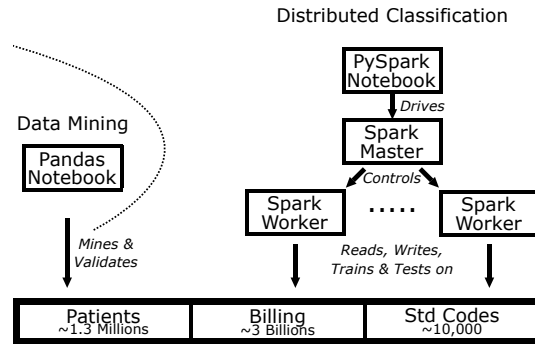 Distributed Classification
PySpark
Notebook
Drives
Data Mining
Spark
Master
Pandas
Notebook
Controls
Spark
Worker
.....
Spark
Worker
Mines &
Validates
Reads, Writes,
Trains & Tests on
Patients
~1.3 Millions
Billing
~3 Billions
Std Codes
~10,000